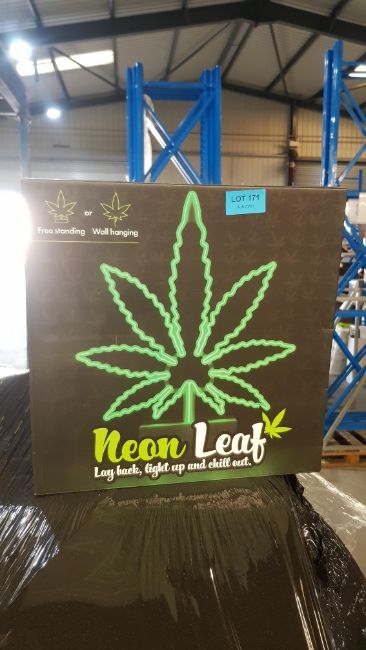 LOT 171
or
Free standing Wall hanging
Neon Leaf
Lay back, light up and chill out.